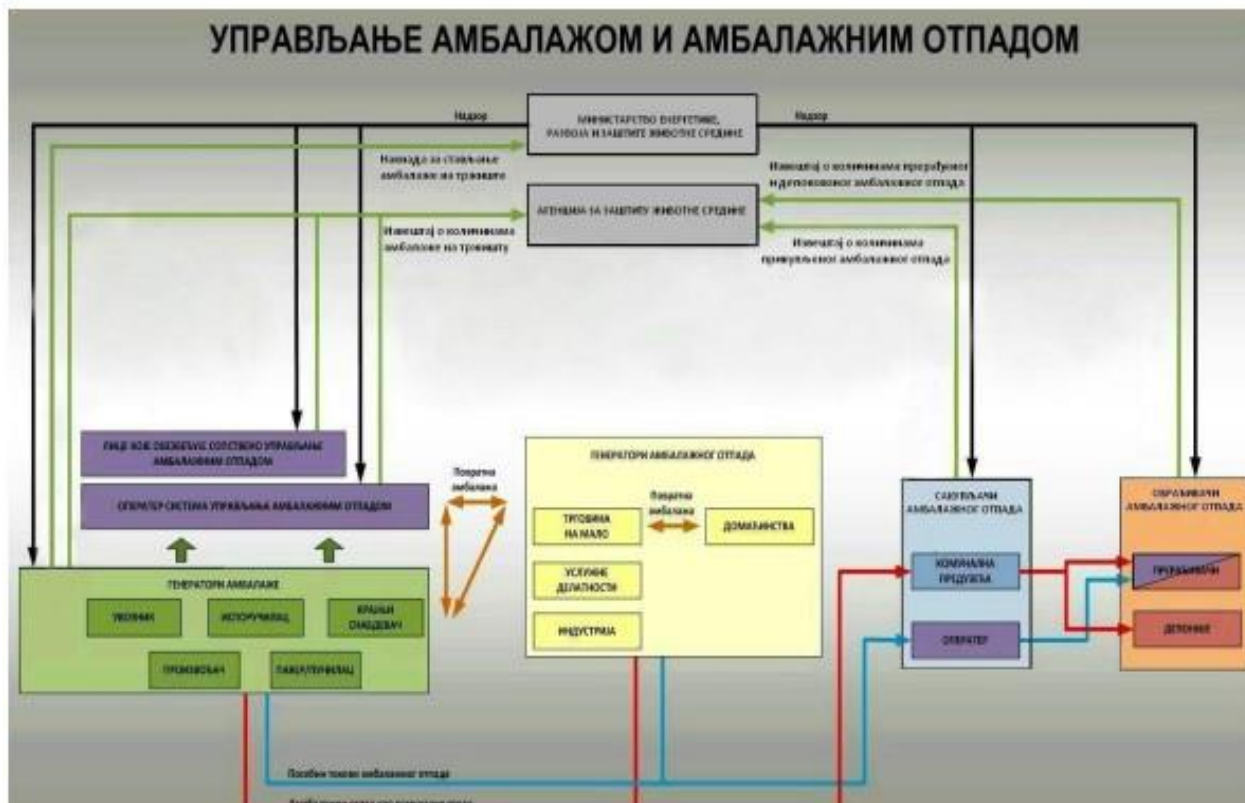 УПРАВЉАЊЕ АМБАЛАЖОМ И АМБАЛАЖНИМ ОТПАДОМ
Надзор
МИНИСТАРСТВО ЕНЕРГЕТИКЕ,
РАЗВОЈА И ЗАШТИТЕ ЖИВОТНЕ СРЕДИНЕ
Надзор
Накнада за стављање
амбалаже на тржиште
Извештај о количинама прерађеног
и депонованог амбалажног отпада
АГЕНЦИЈА ЗА ЗАШТИТУ ЖИВОТНЕ СРЕДИНЕ
Извештај о количинама
амбалаже на тржишту
Извештај о количинама
прикупљеног амбалажног отпада
ЛИЦЕ КОЈЕ ОБЕЗБЕЂУЈЕ СОПСТВЕНО УПРАВЉАЊЕ
АМБАЛАЖНИМ ОТПАДОМ
ОПЕРАТЕР СИСТЕМА УПРАВЉАЊА АМБАЛАЖНИМ ОТПАДОМ
Повратна
амбалажа
ГЕНЕРАТОРИ АМБАЛАЖНОГ ОТПАДА
ТРГОВИНА
НА МАЛО
Повратна
амбалажа
ДОМАЋИНСТВА
УСЛУЖНЕ
ДЕЛАТНОСТИ
ИНДУСТРИЈА
САКУПЉАЧИ
АМБАЛАЖНОГ ОТПАДА
КОМУНАЛНА
ПРЕДУЗЕЋА
ОПЕРАТЕР
ОБРАЂИВАЧИ
АМБАЛАЖНОГ ОТПАДА
ПРЕРАЂИВАЧИ
ДЕПОНИЈЕ
ГЕНЕРАТОРИ АМБАЛАЖЕ
УВОЗНИК
ИСПОРУЧИЛАЦ
КРАЈЊИ
СНАБДЕВАЧ
ПРОИЗВОЂАЧ
ПАКЕР/ПУНИЛАЦ
Посебни токови амбалажног отпада